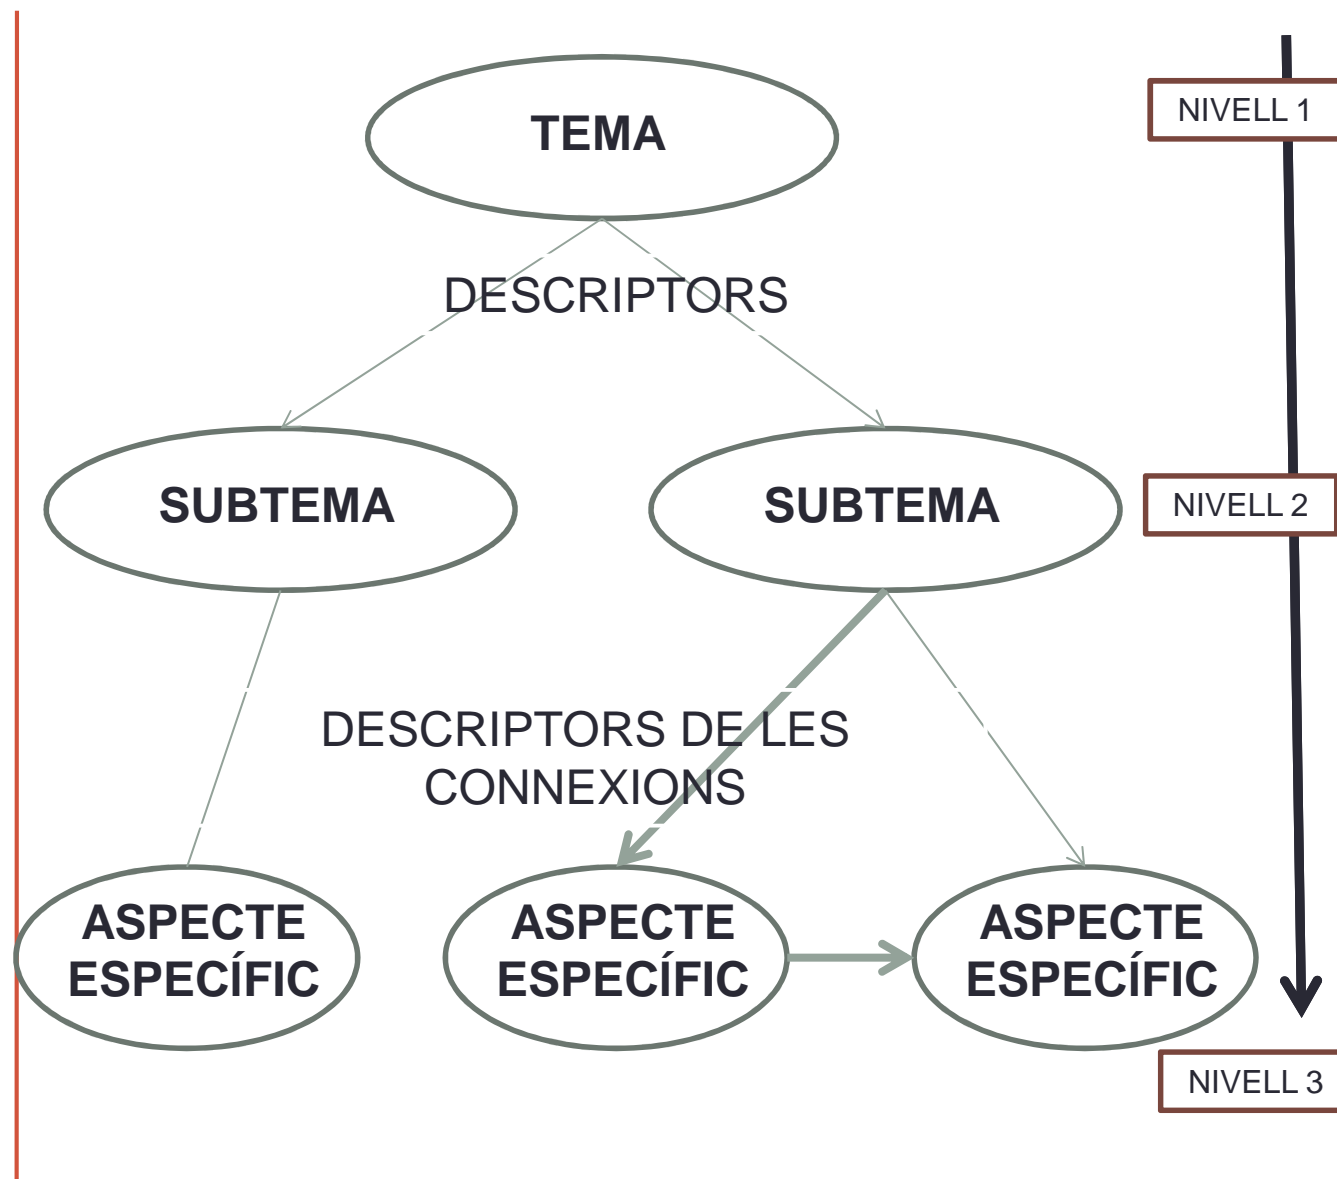 TEMA
NIVELL 1
DESCRIPTORS
SUBTEMA
SUBTEMA
NIVELL 2
DESCRIPTORS DE LES
CONNEXIONS
ASPECTE
ESPECÍFIC
ASPECTE
ESPECÍFIC
ASPECTE
ESPECÍFIC
NIVELL 3